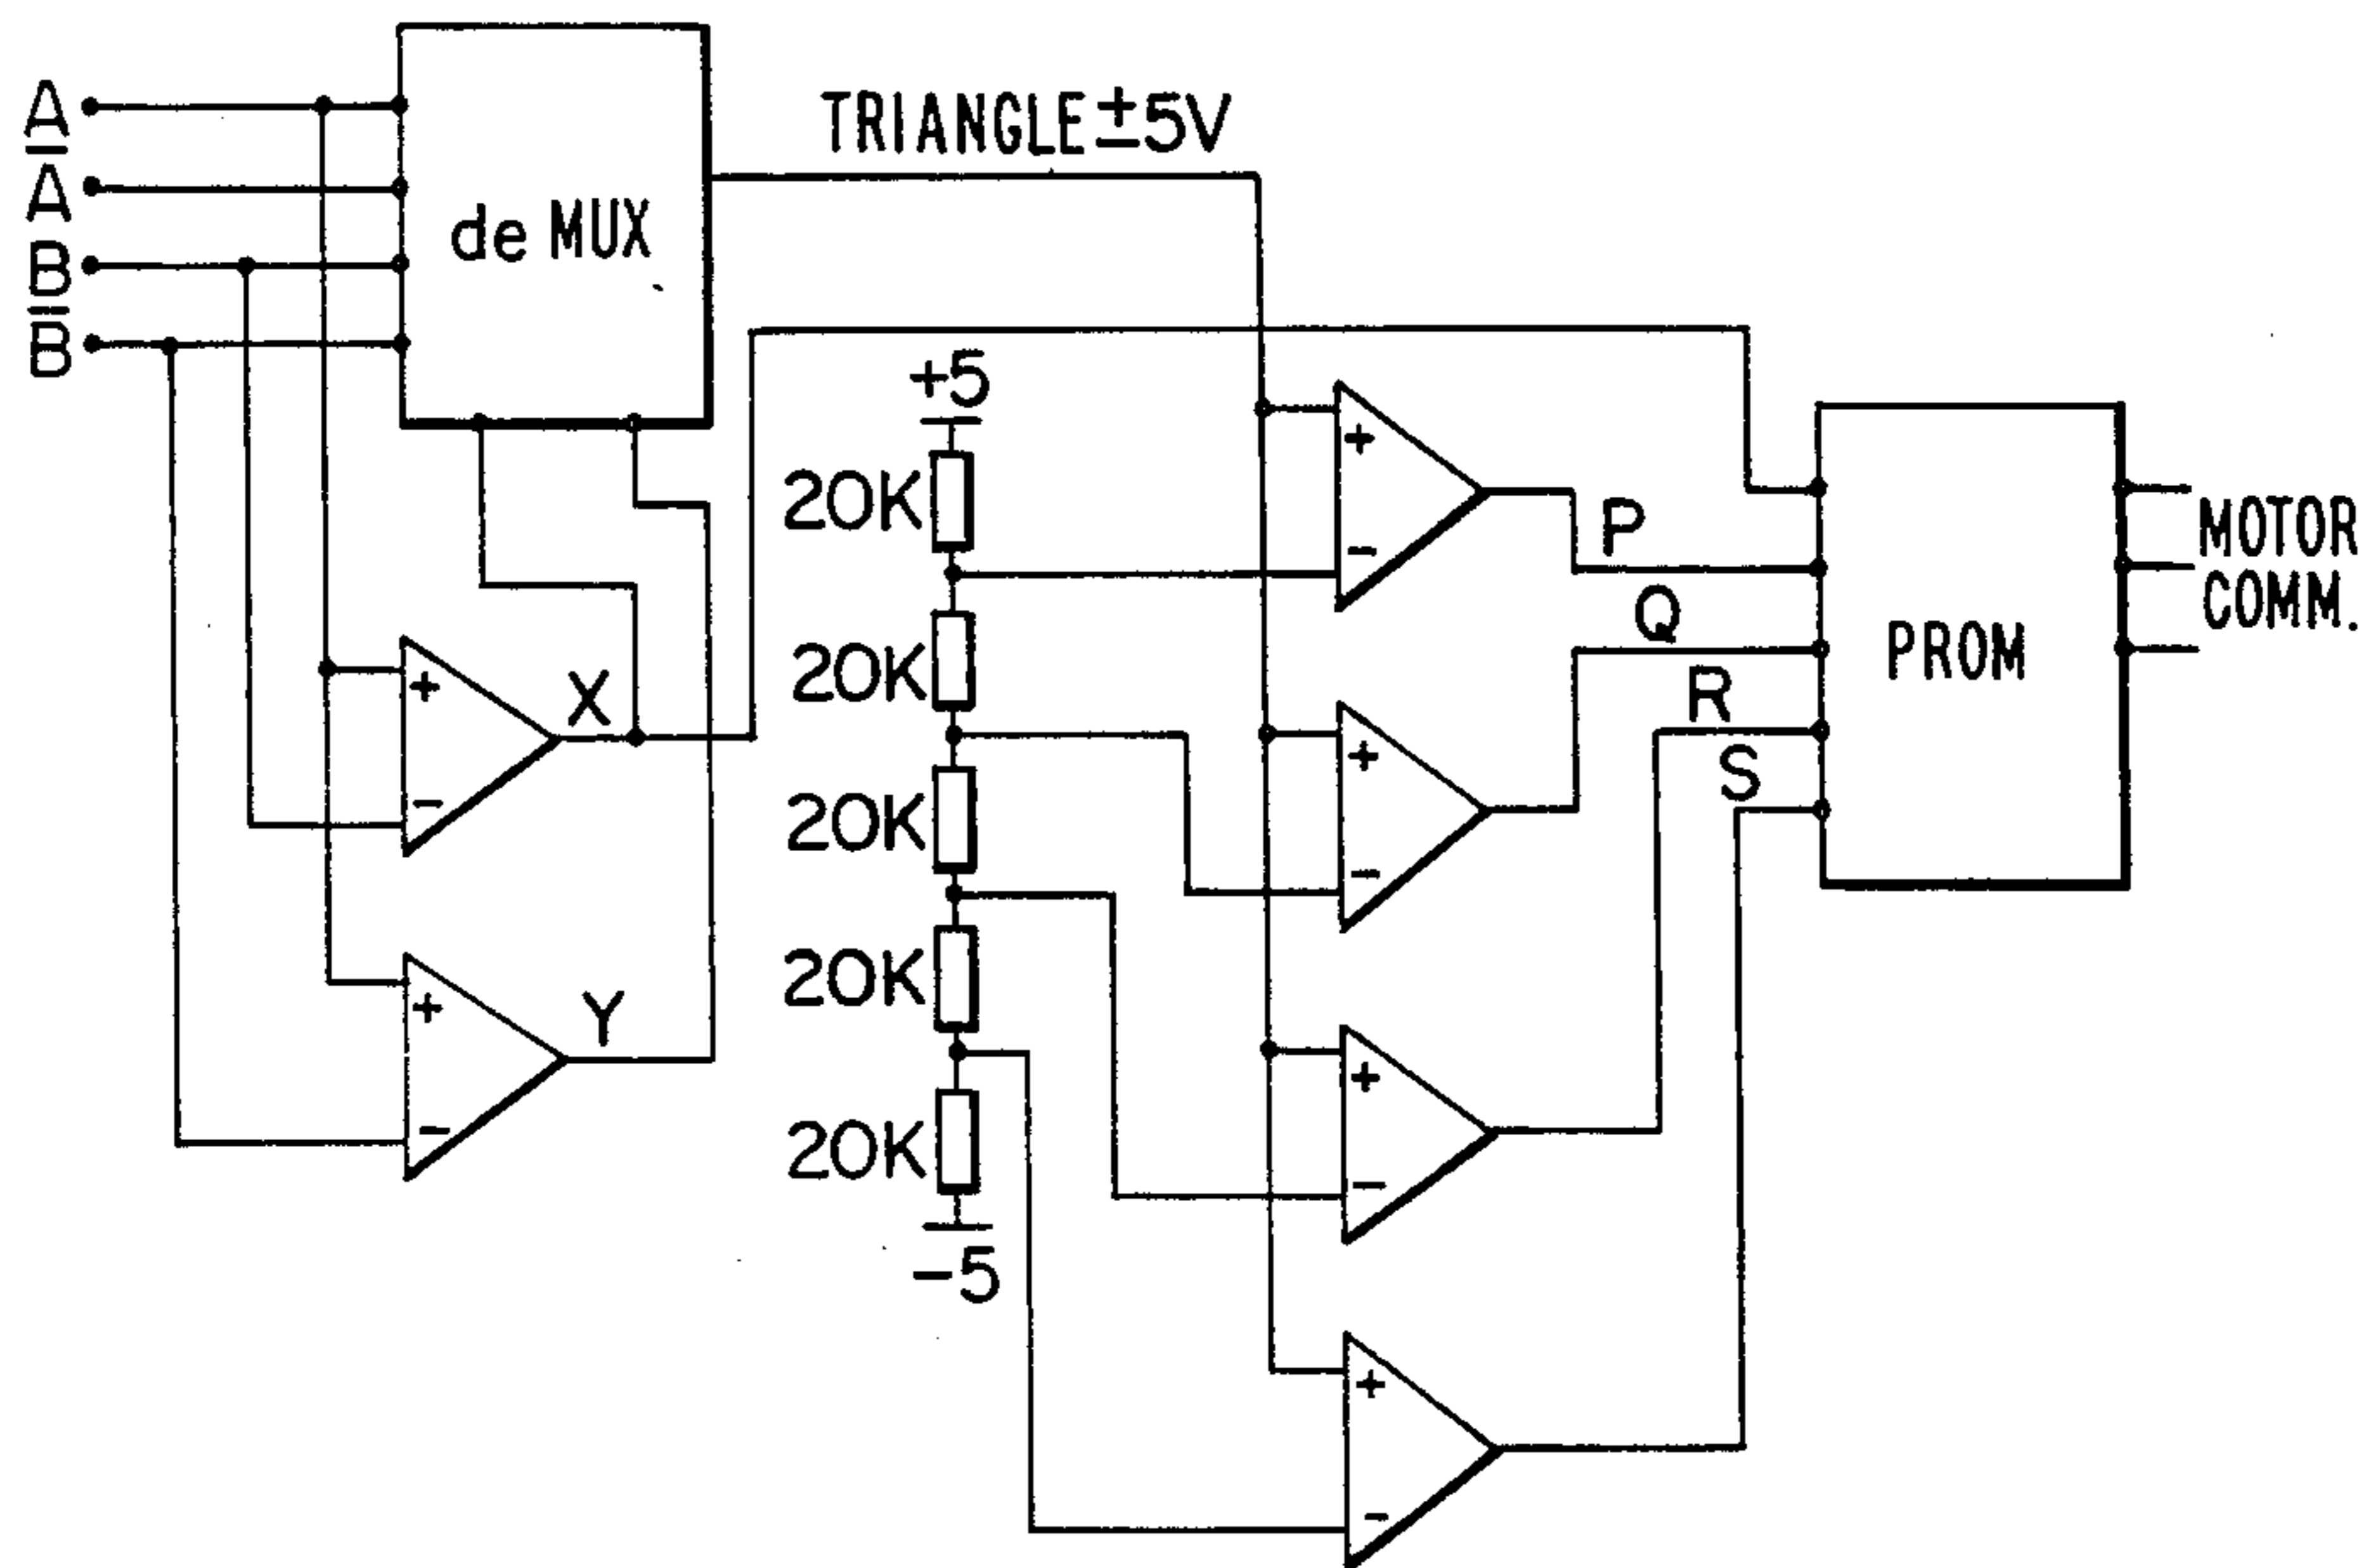 A
A̅
B
B̅
de MUX
TRIANGLE ±5V
+5
20K
20K
20K
20K
20K
-5
+
-
X
+
-
Y
+
-
P
+
-
Q
+
-
R
+
-
S
PROM
MOTOR
COMM.